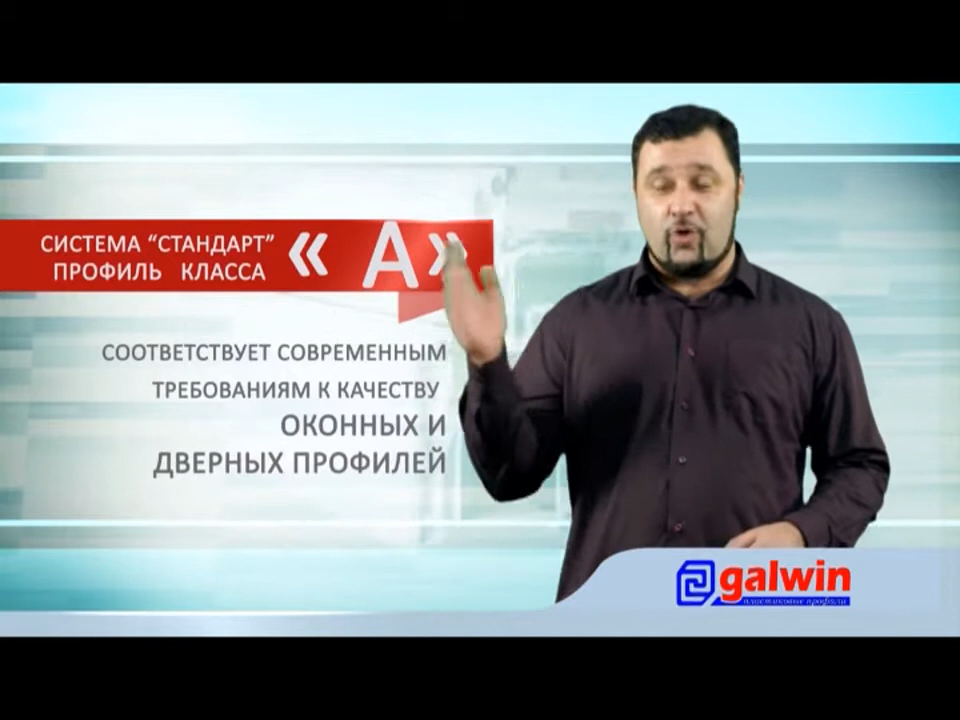 СИСТЕМА “СТАНДАРТ”
ПРОФИЛЬ КЛАССА « А»
СООТВЕТСТВУЕТ СОВРЕМЕННЫМ
ТРЕБОВАНИЯМ К КАЧЕСТВУ
ОКОННЫХ И
ДВЕРНЫХ ПРОФИЛЕЙ
galwin
пластиковые профили